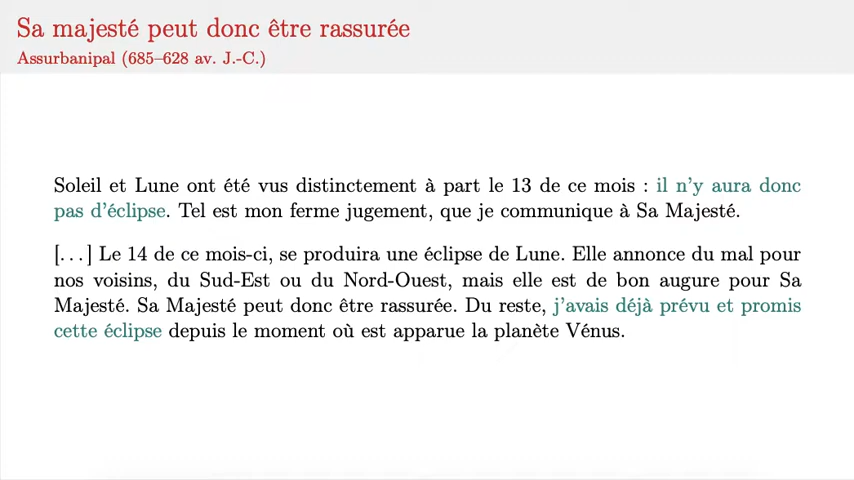 Sa majesté peut donc être rassurée
Assurbanipal (685–628 av. J.-C.)
Soleil et Lune ont été vus distinctement à part le 13 de ce mois : il n'y aura donc
pas d'éclipse. Tel est mon ferme jugement, que je communique à Sa Majesté.
[...] Le 14 de ce mois-ci, se produira une éclipse de Lune. Elle annonce du mal pour
nos voisins, du Sud-Est ou du Nord-Ouest, mais elle est de bon augure pour Sa
Majesté. Sa Majesté peut donc être rassurée. Du reste, j'avais déjà prévu et promis
cette éclipse depuis le moment où est apparue la planète Vénus.